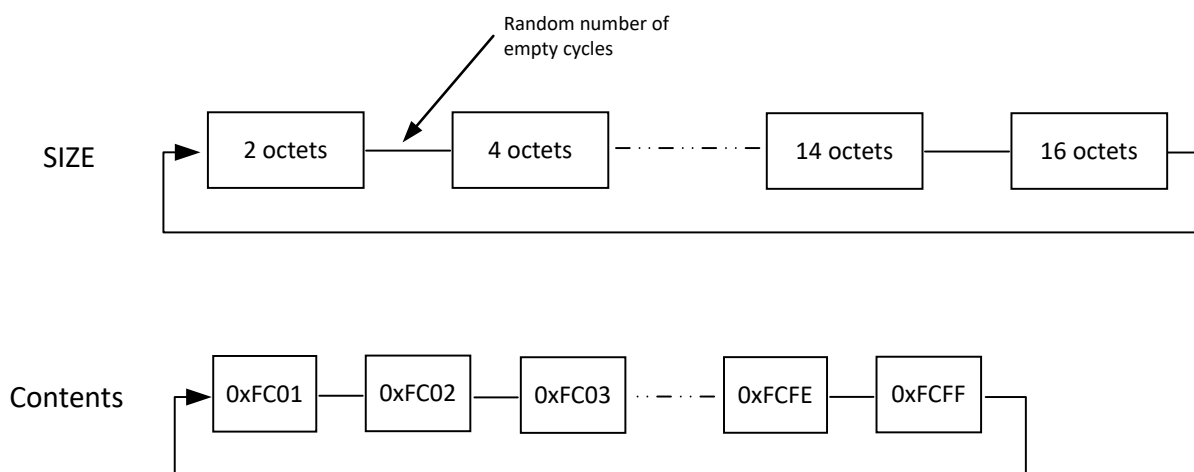 Random number of
empty cycles
SIZE
2 octets
4 octets
14 octets
16 octets
Contents
0xFC01
0xFC02
0xFC03
0xFCFE
0xFCFF